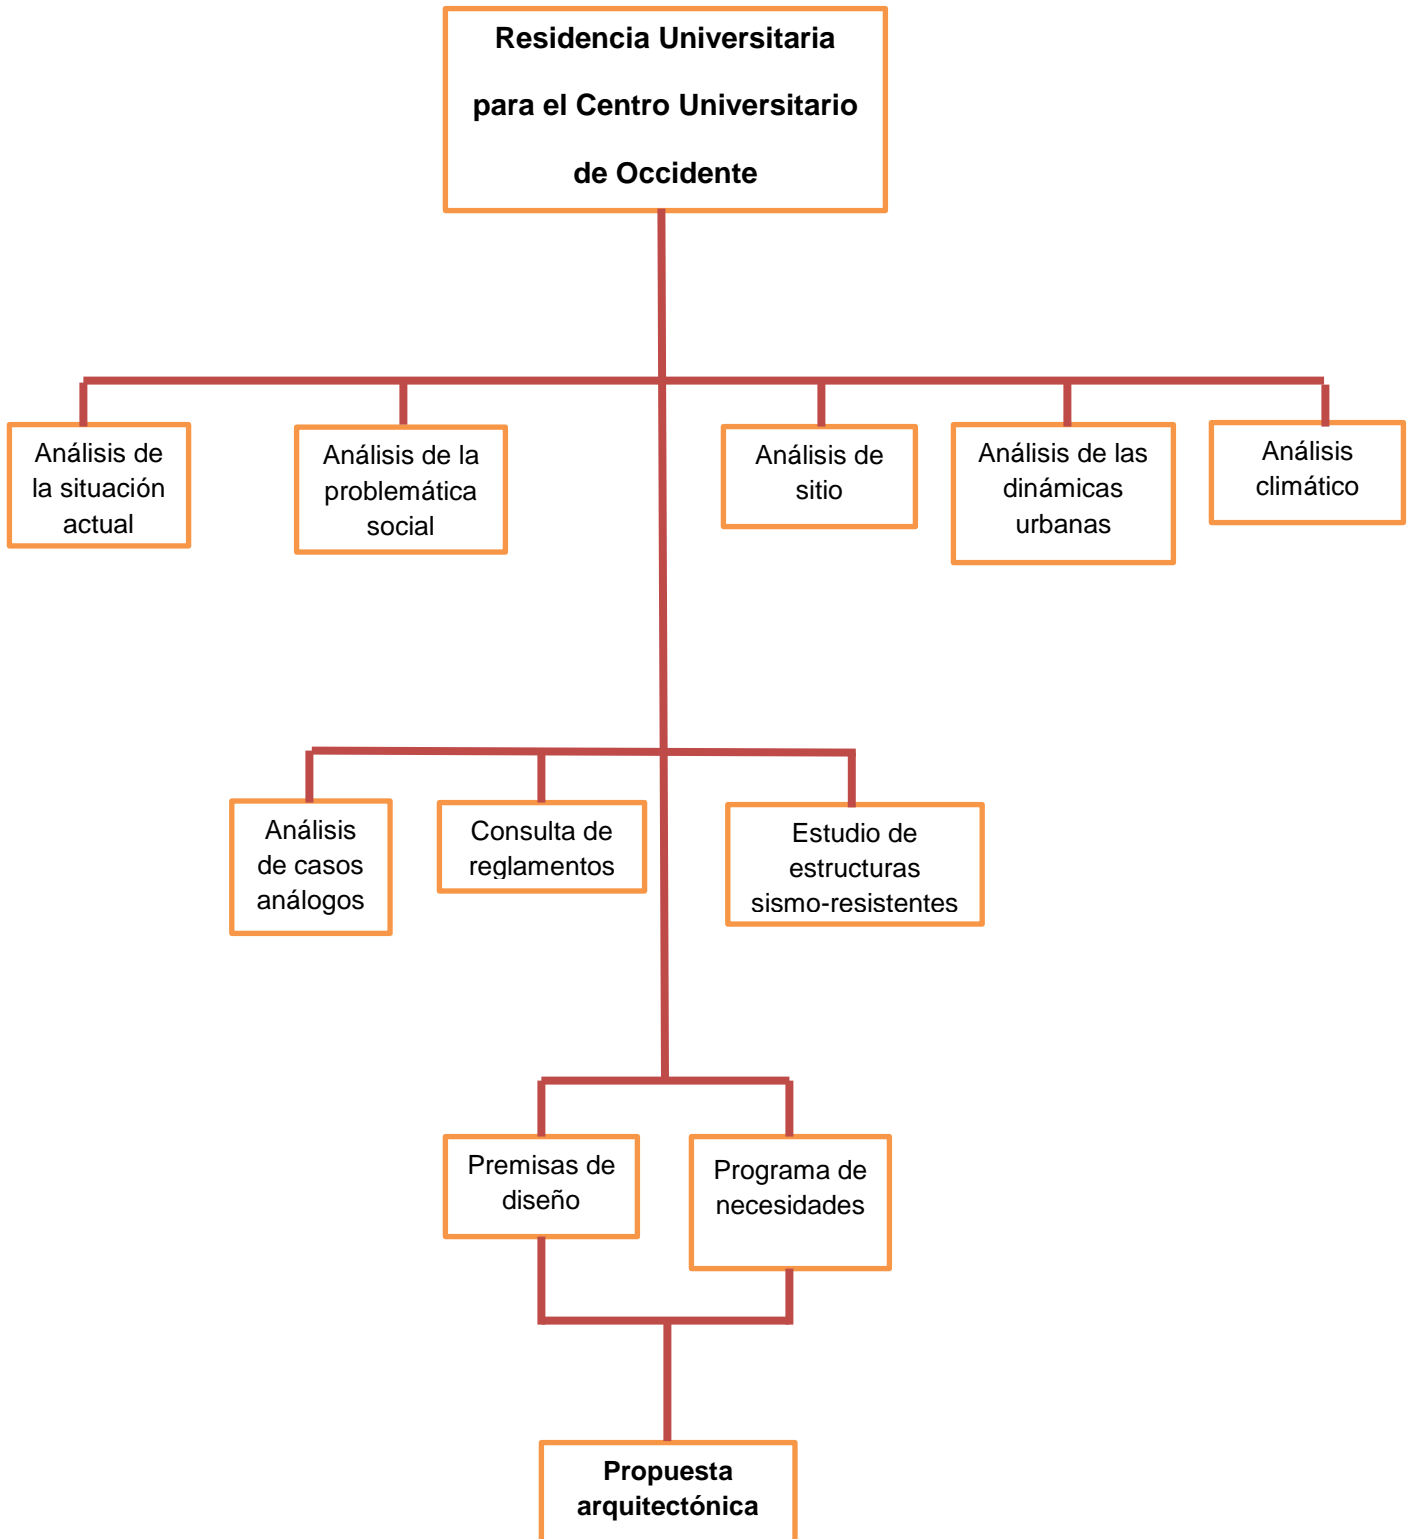 Residencia Universitaria
para el Centro Universitario
de Occidente
Análisis de
la situación
actual
Análisis de la
problemática
social
Análisis de
sitio
Análisis de las
dinámicas
urbanas
Análisis
climático
Análisis
de casos
análogos
Consulta de
reglamentos
Estudio de
estructuras
sismo-resistentes
Premisas de
diseño
Programa de
necesidades
Propuesta
arquitectónica